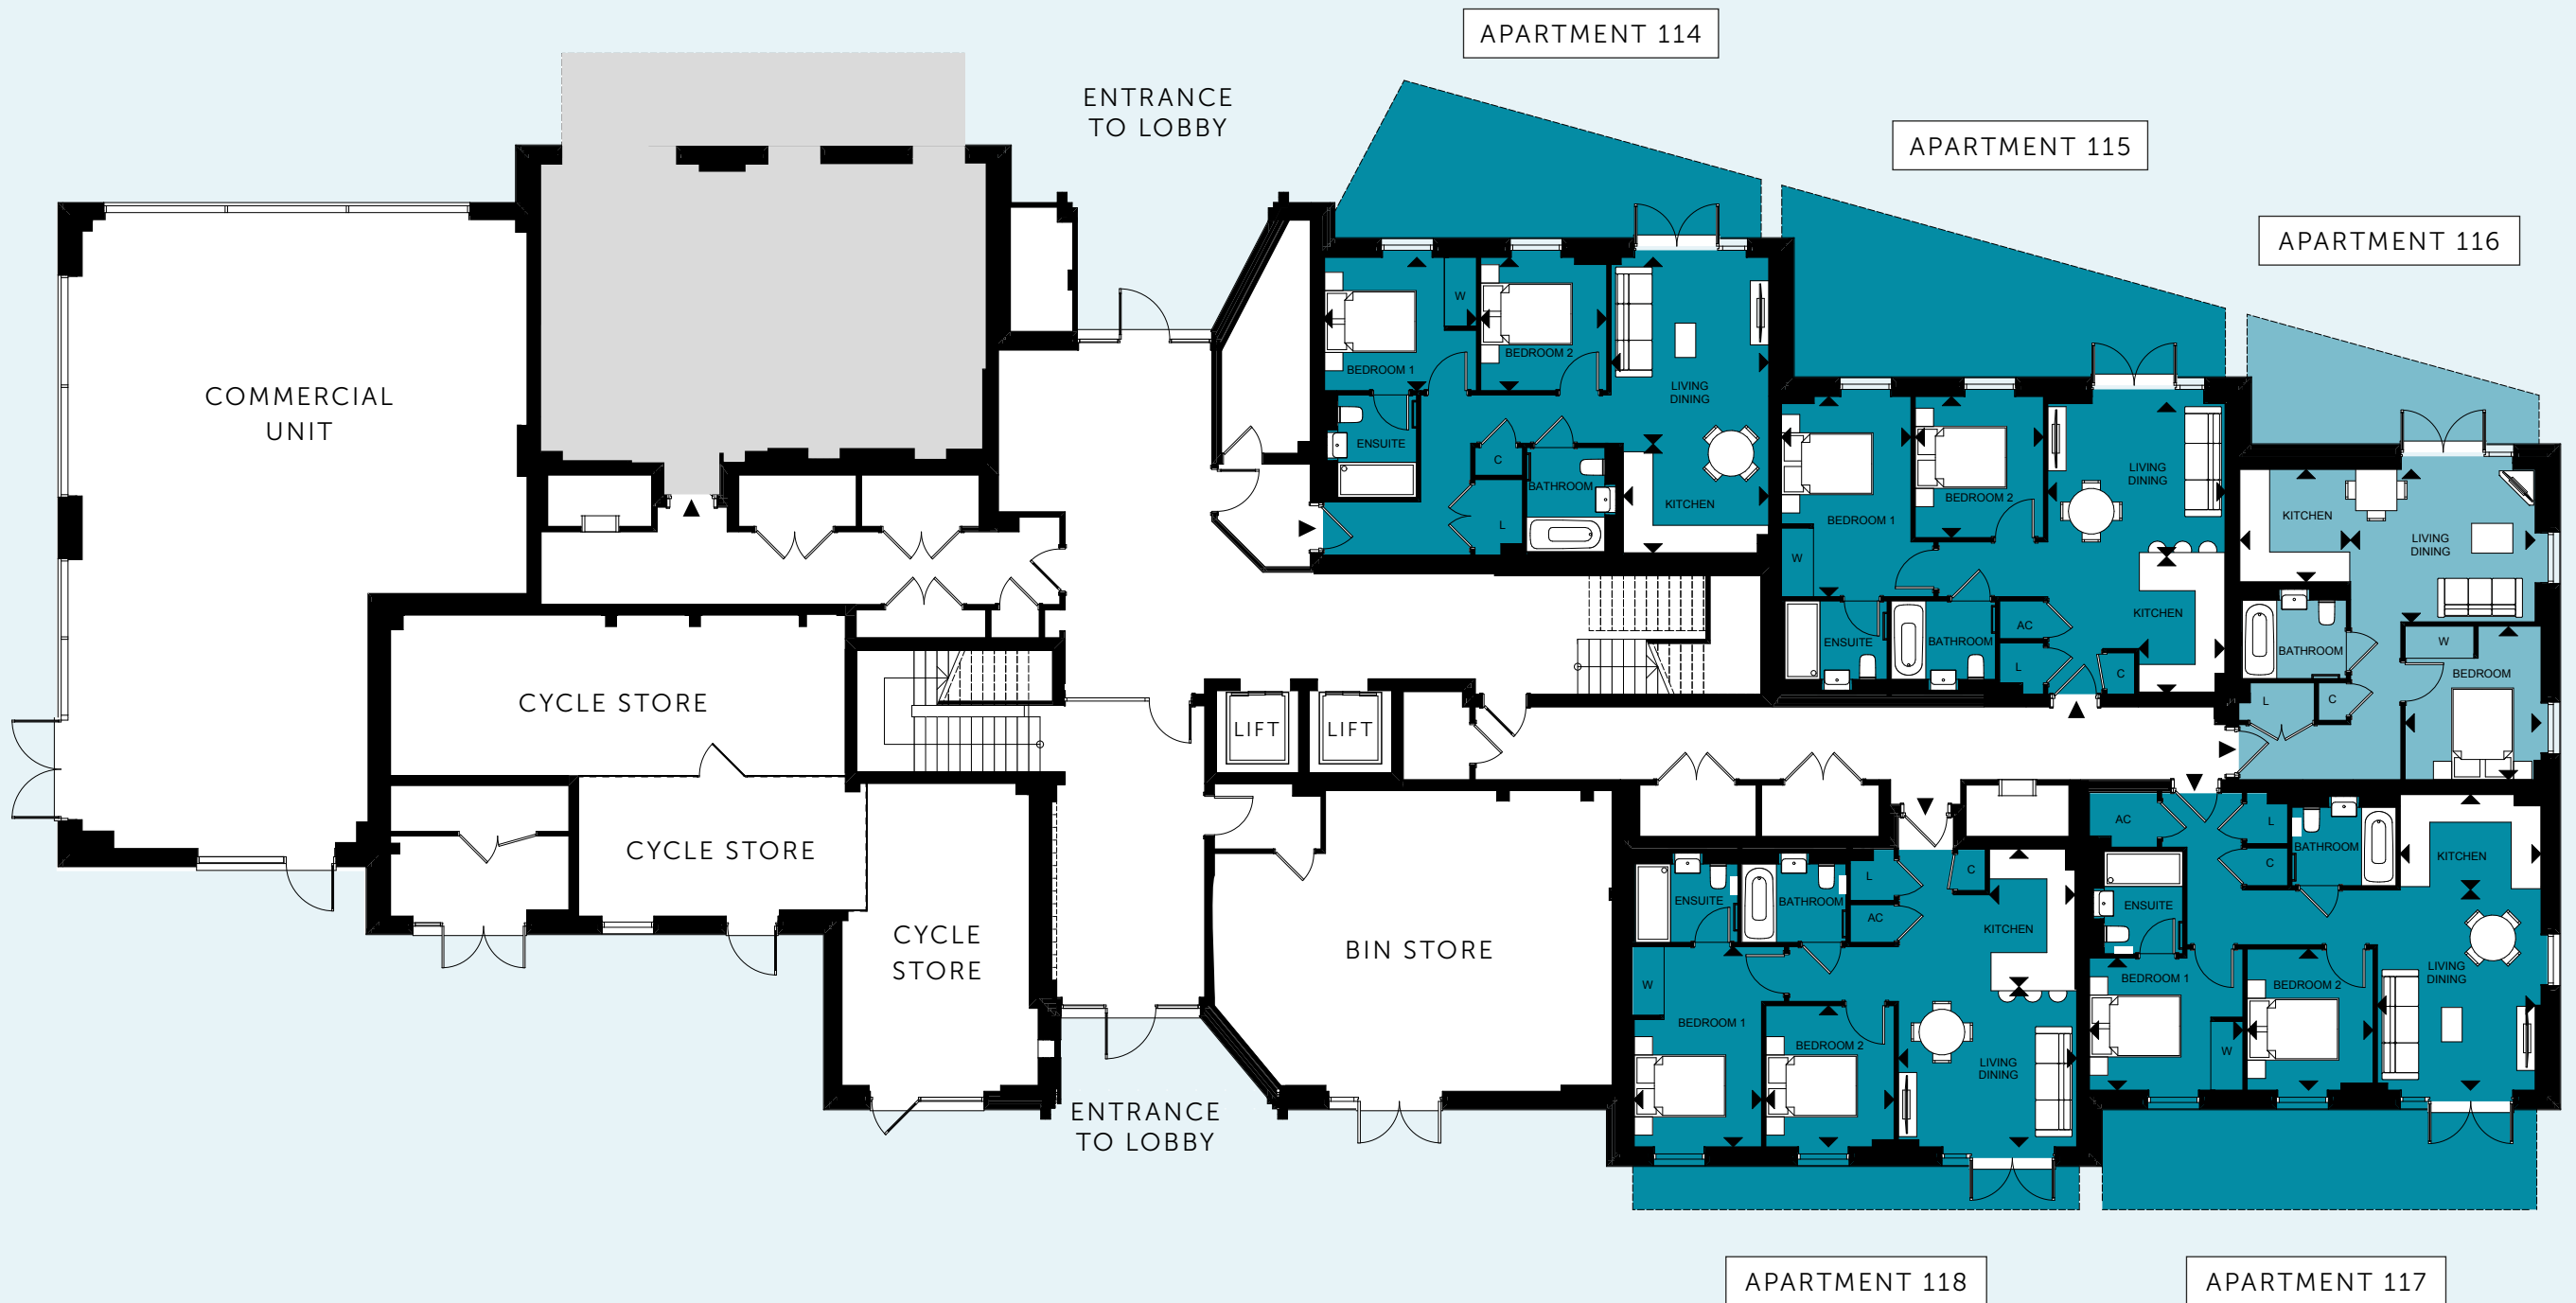 APARTMENT 114
ENTRANCE
TO LOBBY
APARTMENT 115
APARTMENT 116
COMMERCIAL
UNIT
W
BEDROOM 1
BEDROOM 2
LIVING
DINING
ENSUITE
C
BATHROOM
L
KITCHEN
BEDROOM 1
W
BEDROOM 2
LIVING
DINING
KITCHEN
ENSUITE
BATHROOM
AC
L
C
KITCHEN
LIVING
DINING
BATHROOM
W
BEDROOM
L
C
CYCLE STORE
LIFT
LIFT
CYCLE STORE
CYCLE
STORE
BIN STORE
ENTRANCE
TO LOBBY
ENSUITE
BATHROOM
L
AC
C
KITCHEN
W
BEDROOM 1
BEDROOM 2
LIVING
DINING
AC
L
C
BATHROOM
KITCHEN
ENSUITE
BEDROOM 1
W
BEDROOM 2
LIVING
DINING
APARTMENT 118
APARTMENT 117